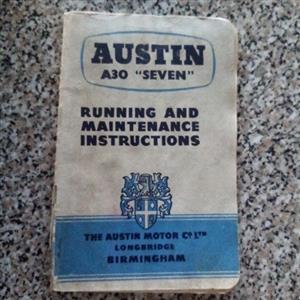 AUSTIN
A30 "SEVEN"
RUNNING AND
MAINTENANCE
INSTRUCTIONS
THE AUSTIN MOTOR Co LTD
LONGBRIDGE
BIRMINGHAM